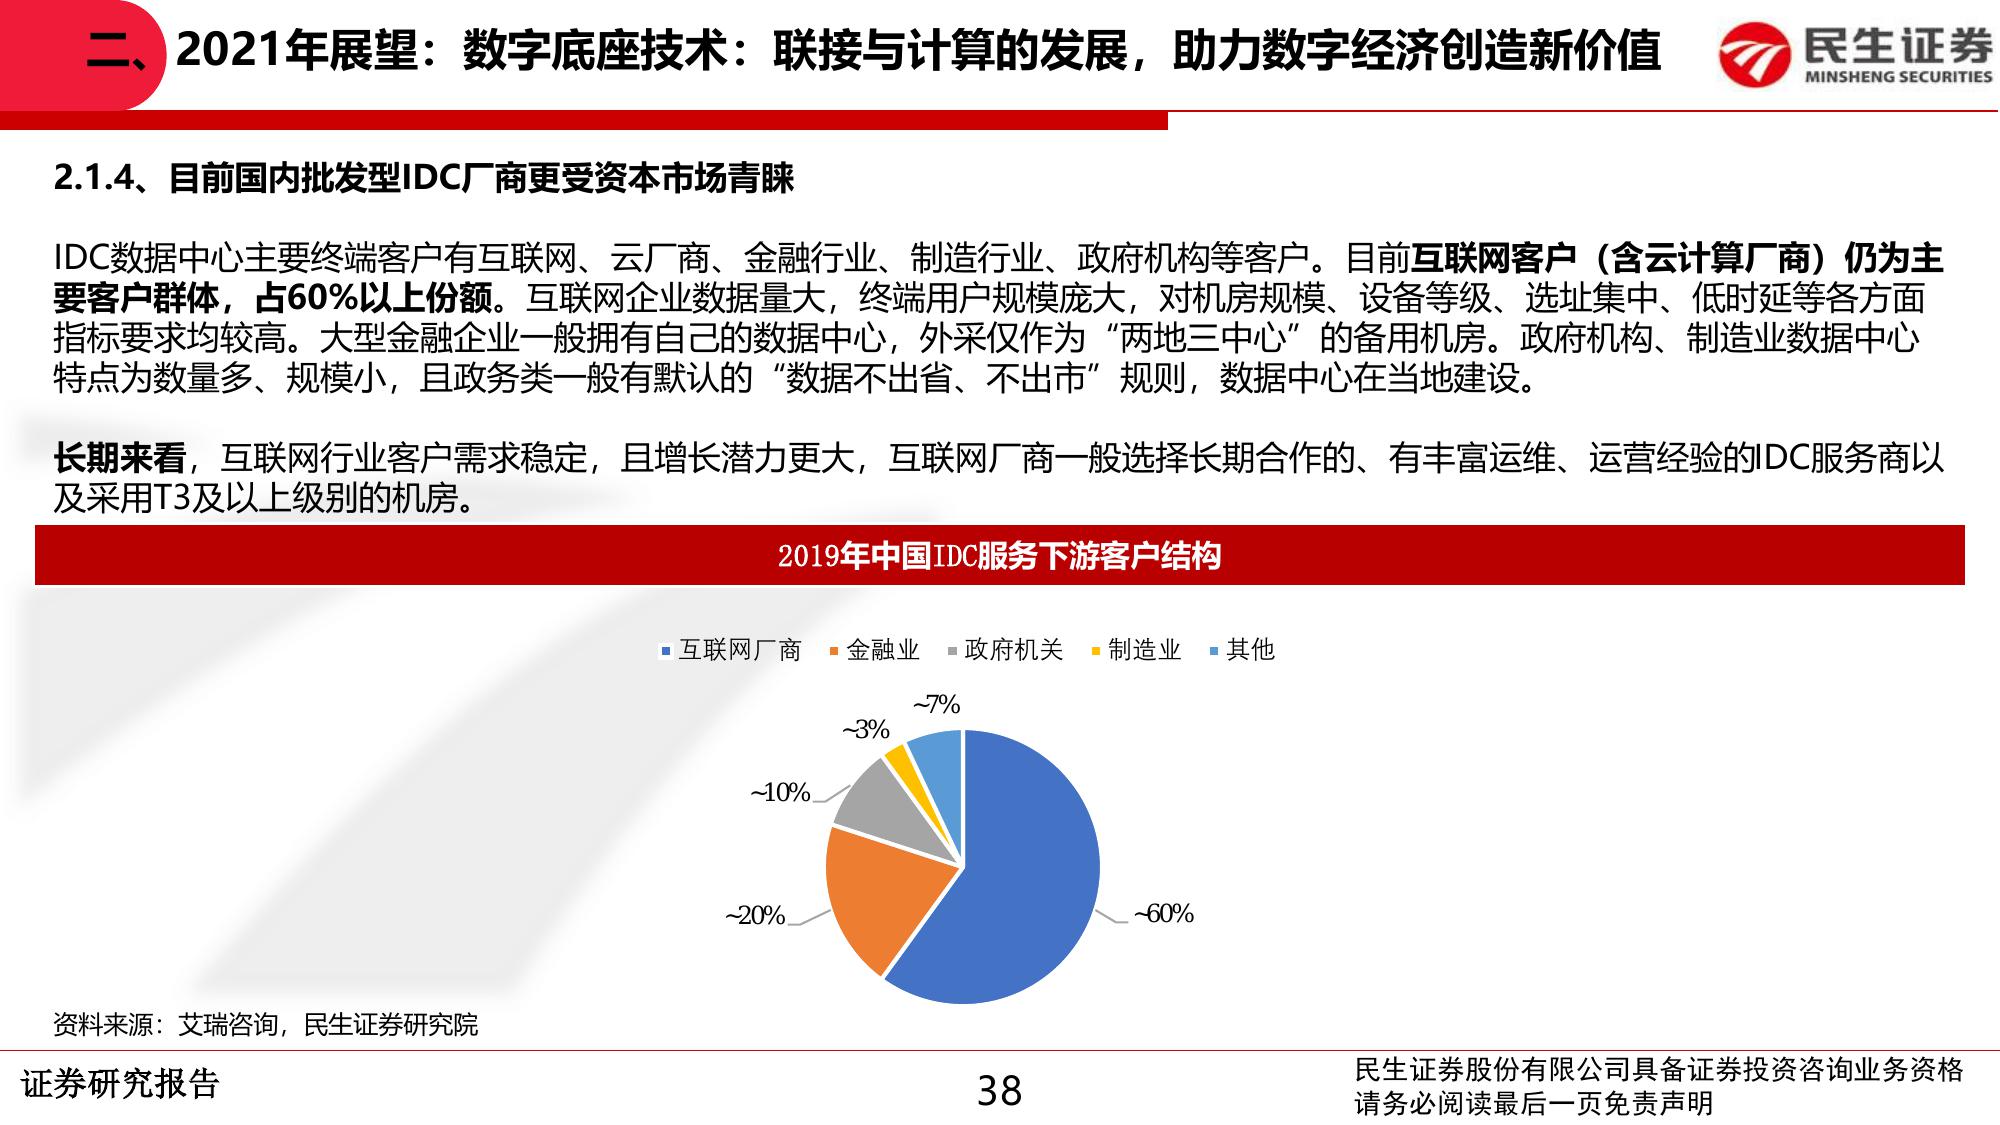 二、2021年展望：数字底座技术：联接与计算的发展，助力数字经济创造新价值
民生证券
MINSHENG SECURITIES
2.1.4、目前国内批发型IDC厂商更受资本市场青睐
IDC数据中心主要终端客户有互联网、云厂商、金融行业、制造行业、政府机构等客户。目前互联网客户（含云计算厂商）仍为主
要客户群体，占60%以上份额。互联网企业数据量大，终端用户规模庞大，对机房规模、设备等级、选址集中、低时延等各方面
指标要求均较高。大型金融企业一般拥有自己的数据中心，外采仅作为“两地三中心”的备用机房。政府机构、制造业数据中心
特点为数量多、规模小，且政务类一般有默认的“数据不出省、不出市”规则，数据中心在当地建设。
长期来看，互联网行业客户需求稳定，且增长潜力更大，互联网厂商一般选择长期合作的、有丰富运维、运营经验的IDC服务商以
及采用T3及以上级别的机房。
2019年中国IDC服务下游客户结构
互联网厂商 金融业 政府机关 制造业 其他
~7%
~3%
~10%
~20%
~60%
资料来源：艾瑞咨询，民生证券研究院
证券研究报告
38
民生证券股份有限公司具备证券投资咨询业务资格
请务必阅读最后一页免责声明